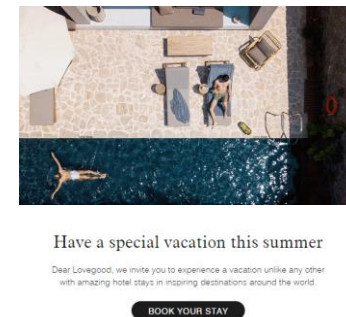 Have a special vacation this summer
Dear Lovegood, we invite you to experience a vacation unlike any other
with amazing hotel stays in inspiring destinations around the world.
BOOK YOUR STAY